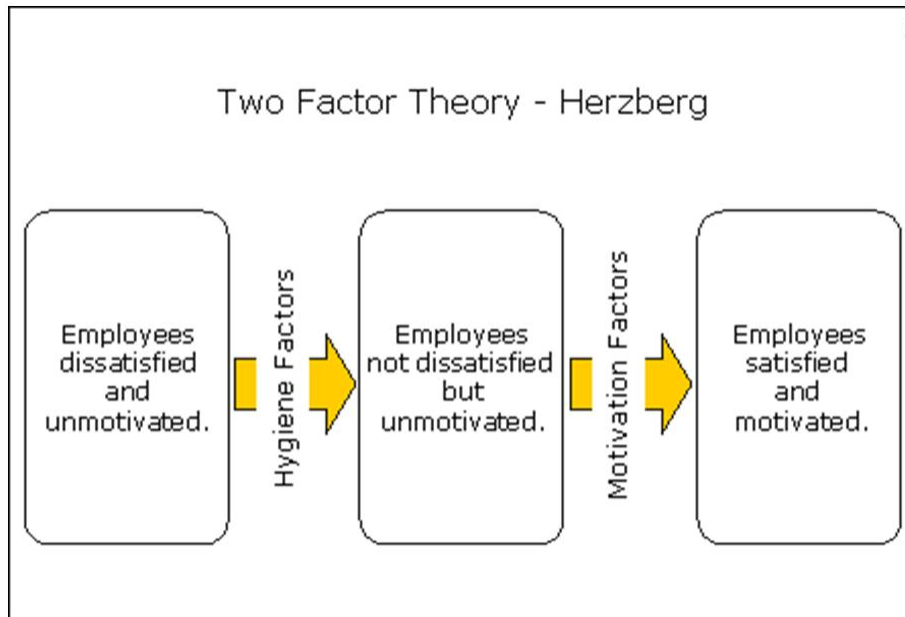 Two Factor Theory - Herzberg
Employees
dissatisfied
and
unmotivated.
Hygiene Factors
Employees
not dissatisfied
but
unmotivated.
Motivation Factors
Employees
satisfied
and
motivated.